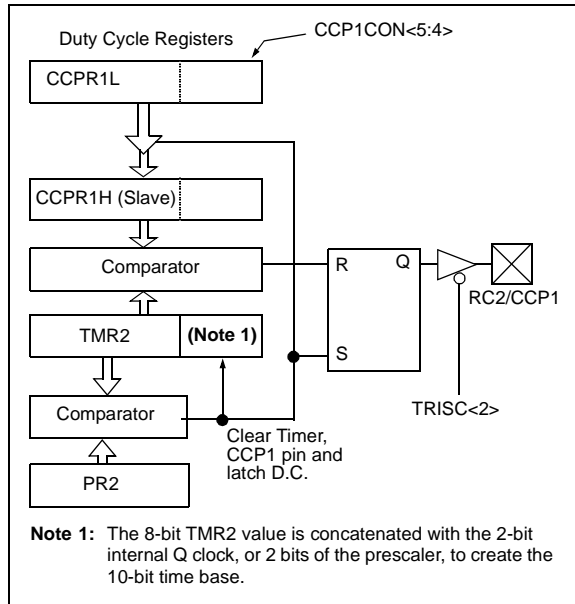 Duty Cycle Registers
CCP1CON<5:4>
CCPR1L
CCPR1H (Slave)
Comparator
R
Q
RC2/CCP1
TMR2
(Note 1)
S
Comparator
TRISC<2>
Clear Timer,
CCP1 pin and
latch D.C.
PR2
Note 1: The 8-bit TMR2 value is concatenated with the 2-bit
internal Q clock, or 2 bits of the prescaler, to create the
10-bit time base.